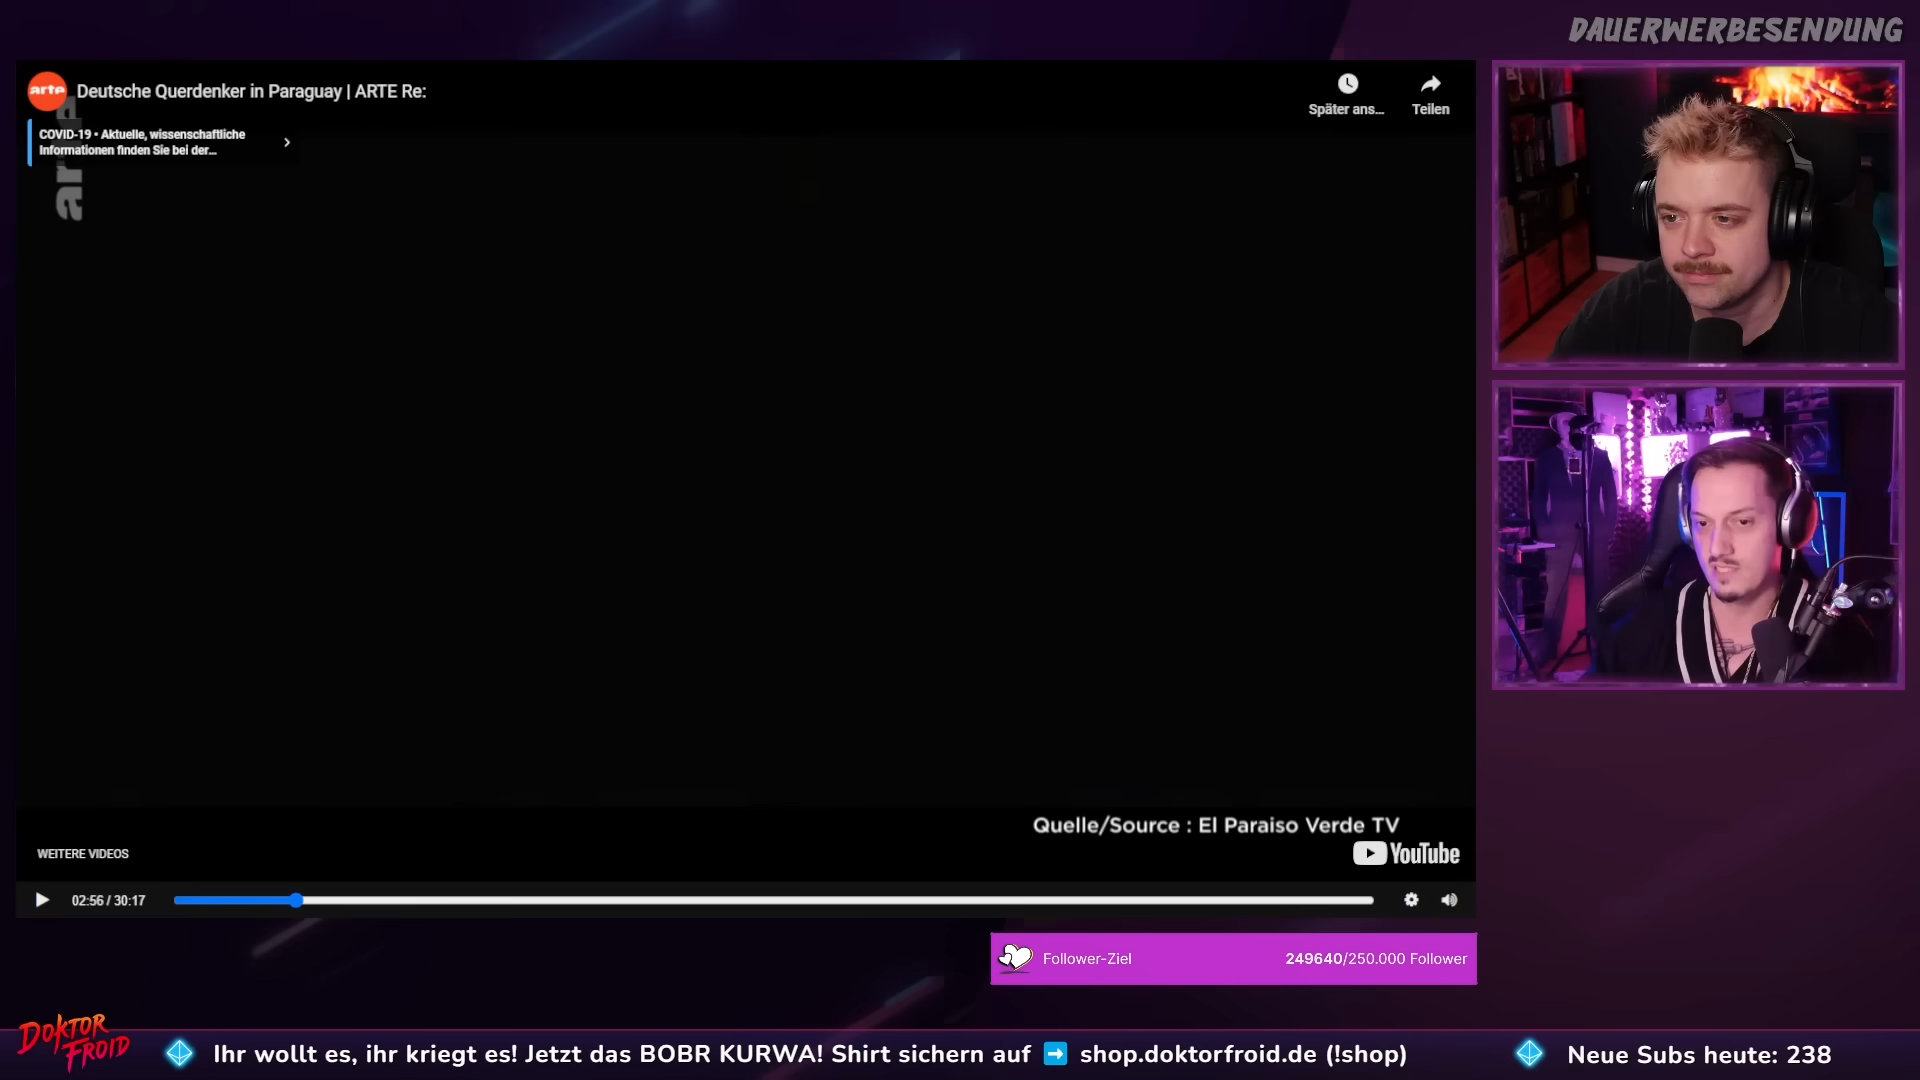 DAUERWERBESENDUNG
arte
Deutsche Querdenker in Paraguay | ARTE Re:
Später ans...
Teilen
COVID-19 • Aktuelle, wissenschaftliche
Informationen finden Sie bei der...
Quelle/Source : El Paraiso Verde TV
WEITERE VIDEOS
YouTube
02:56 / 30:17
Follower-Ziel
249640/250.000 Follower
DOKTOR
FROID
Ihr wollt es, ihr kriegt es! Jetzt das BOBR KURWA! Shirt sichern auf ➡ shop.doktorfroid.de (!shop)
Neue Subs heute: 238